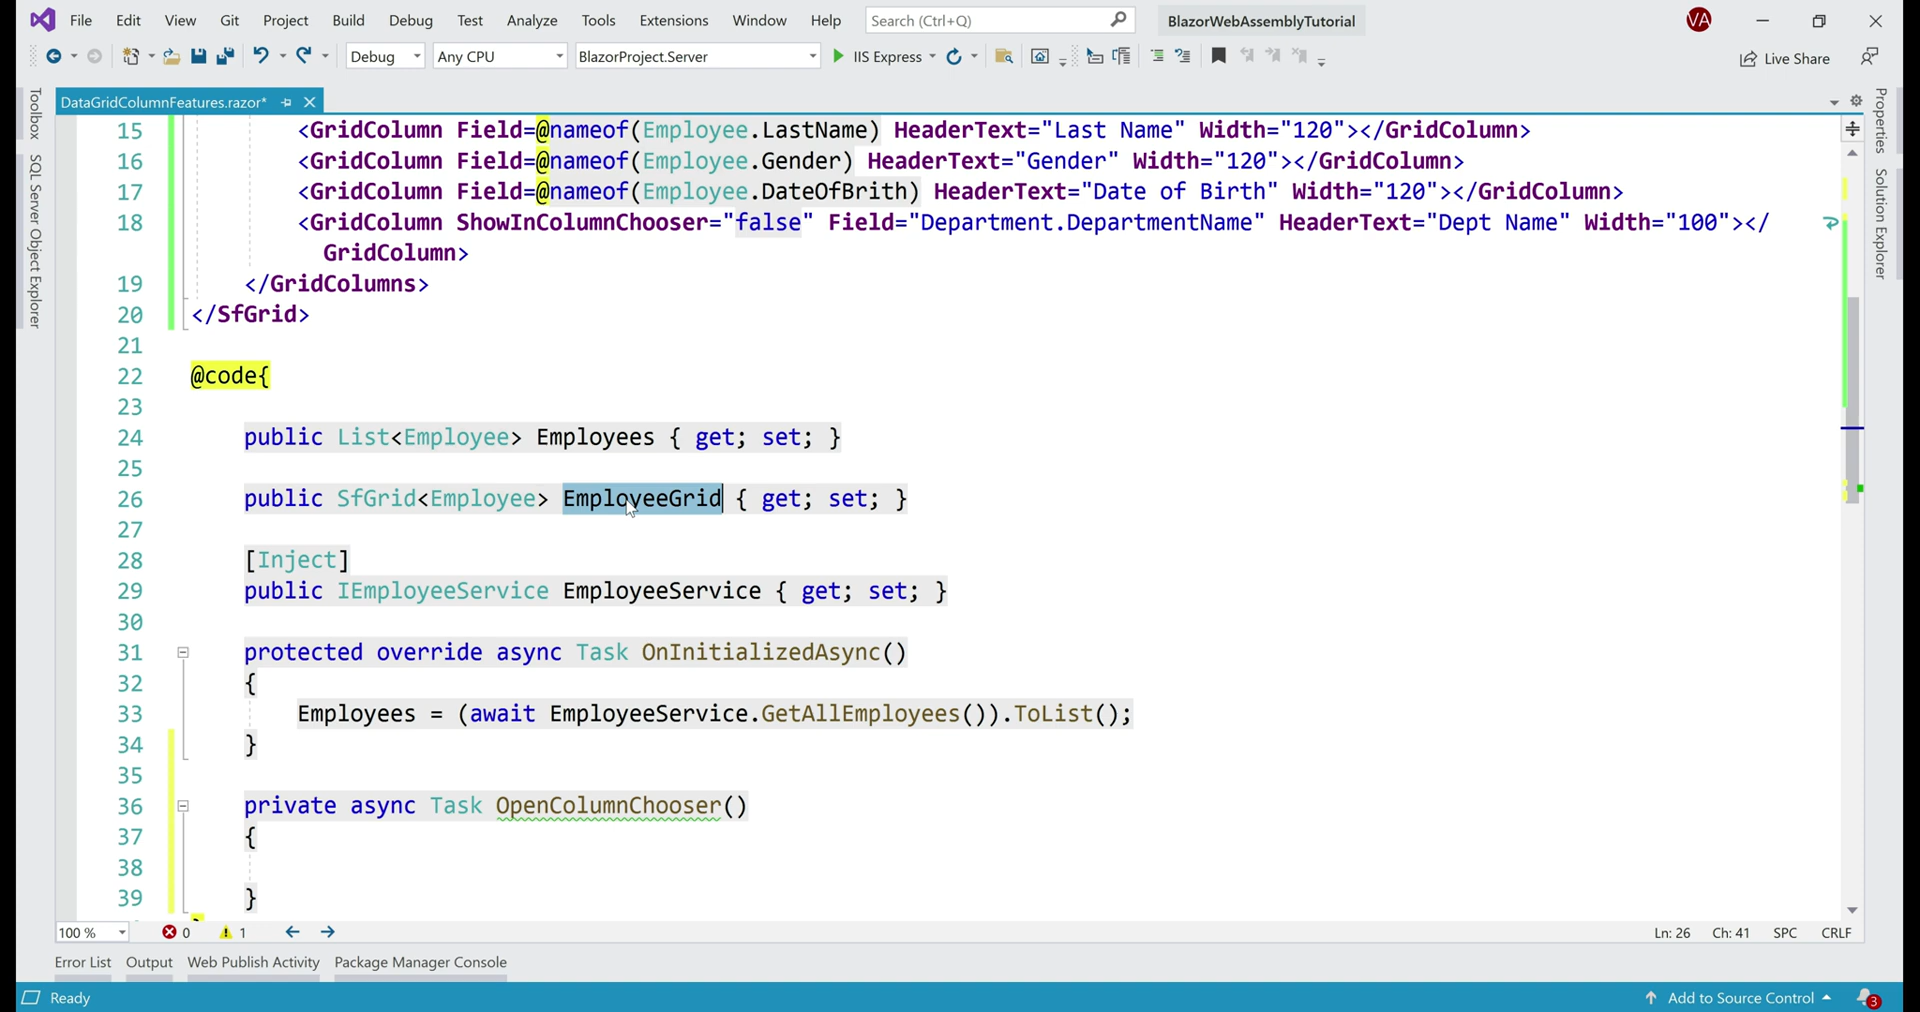 File Edit View Git Project Build Debug Test Analyze Tools Extensions Window Help Search (Ctrl+Q) BlazorWebAssemblyTutorial VA
Debug Any CPU BlazorProject.Server IIS Express Live Share
Toolbox
SQL Server Object Explorer
DataGridColumnFeatures.razor*
15 <GridColumn Field=@nameof(Employee.LastName) HeaderText="Last Name" Width="120"></GridColumn>
16 <GridColumn Field=@nameof(Employee.Gender) HeaderText="Gender" Width="120"></GridColumn>
17 <GridColumn Field=@nameof(Employee.DateOfBrith) HeaderText="Date of Birth" Width="120"></GridColumn>
18 <GridColumn ShowInColumnChooser="false" Field="Department.DepartmentName" HeaderText="Dept Name" Width="100"></
GridColumn>
19 </GridColumns>
20 </SfGrid>
21
22 @code{
23
24 public List<Employee> Employees { get; set; }
25
26 public SfGrid<Employee> EmployeeGrid { get; set; }
27
28 [Inject]
29 public IEmployeeService EmployeeService { get; set; }
30
31 protected override async Task OnInitializedAsync()
32 {
33 Employees = (await EmployeeService.GetAllEmployees()).ToList();
34 }
35
36 private async Task OpenColumnChooser()
37 {
38
39 }
Properties
Solution Explorer
100 % 0 1 Ln: 26 Ch: 41 SPC CRLF
Error List Output Web Publish Activity Package Manager Console
Ready Add to Source Control 3